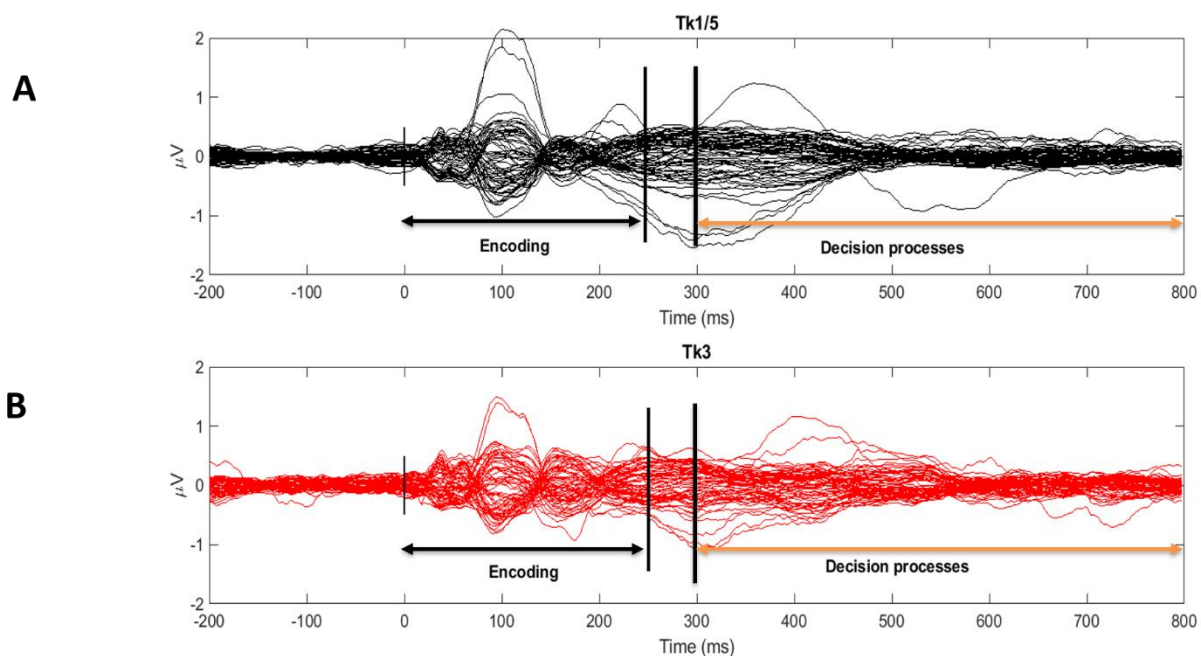 A
Tk1/5
2
1
0
-1
-2
µV
Encoding
Decision processes
-200 -100 0 100 200 300 400 500 600 700 800
Time (ms)
B
Tk3
2
1
0
-1
-2
µV
Encoding
Decision processes
-200 -100 0 100 200 300 400 500 600 700 800
Time (ms)